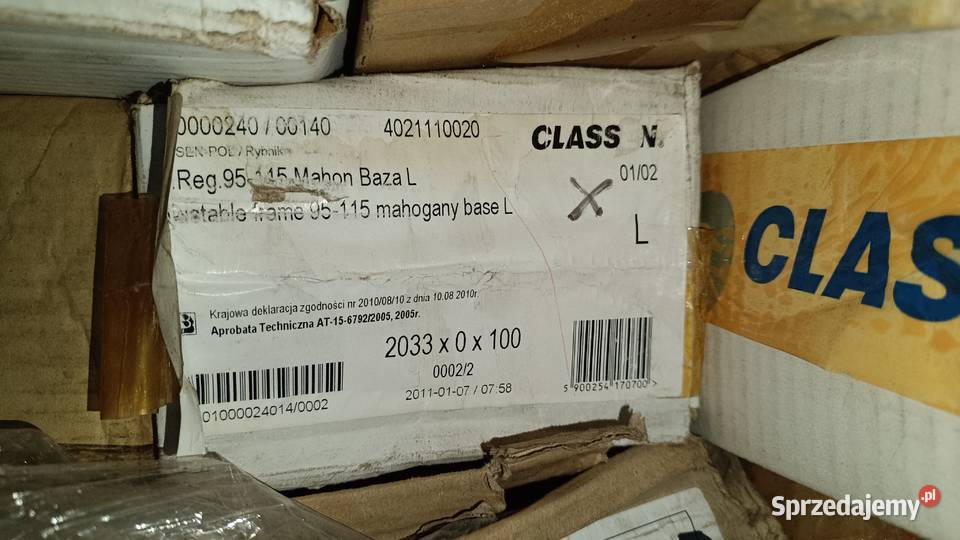 0000240 / 00140 4021110020
CLASS N.
SEN-POL / Rybnik
01/02
.Reg.95-115 Mahon Baza L
frame 95-115 mahogany base L
L
Krajowa deklaracja zgodności nr 2010/08/10 z dnia 10.08.2010r.
Aprobata Techniczna AT-15-6792/2005, 2005r.
2033 x 0 x 100
0002/2
2011-01-07 / 07:58
01000024014/0002
5 900254 170700 >
CLAS
Sprzedajemy.pl